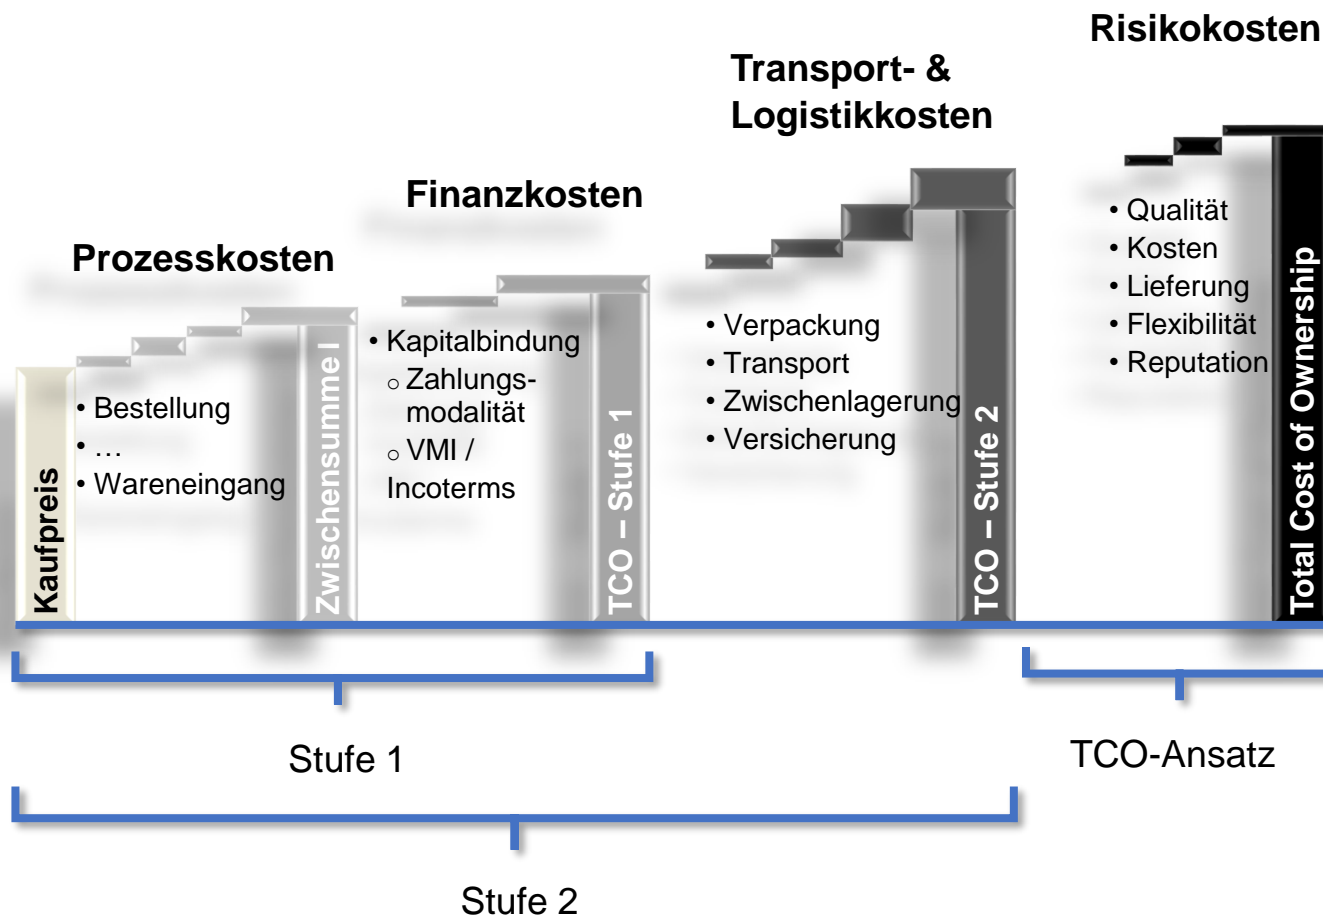 Risikokosten
Transport- &
Logistikkosten
Finanzkosten
Prozesskosten
Kaufpreis
• Bestellung
• …
• Wareneingang
Zwischensumme I
• Kapitalbindung
○ Zahlungs-
modalität
○ VMI /
Incoterms
TCO – Stufe 1
• Verpackung
• Transport
• Zwischenlagerung
• Versicherung
TCO – Stufe 2
• Qualität
• Kosten
• Lieferung
• Flexibilität
• Reputation
Total Cost of Ownership
Stufe 1
TCO-Ansatz
Stufe 2